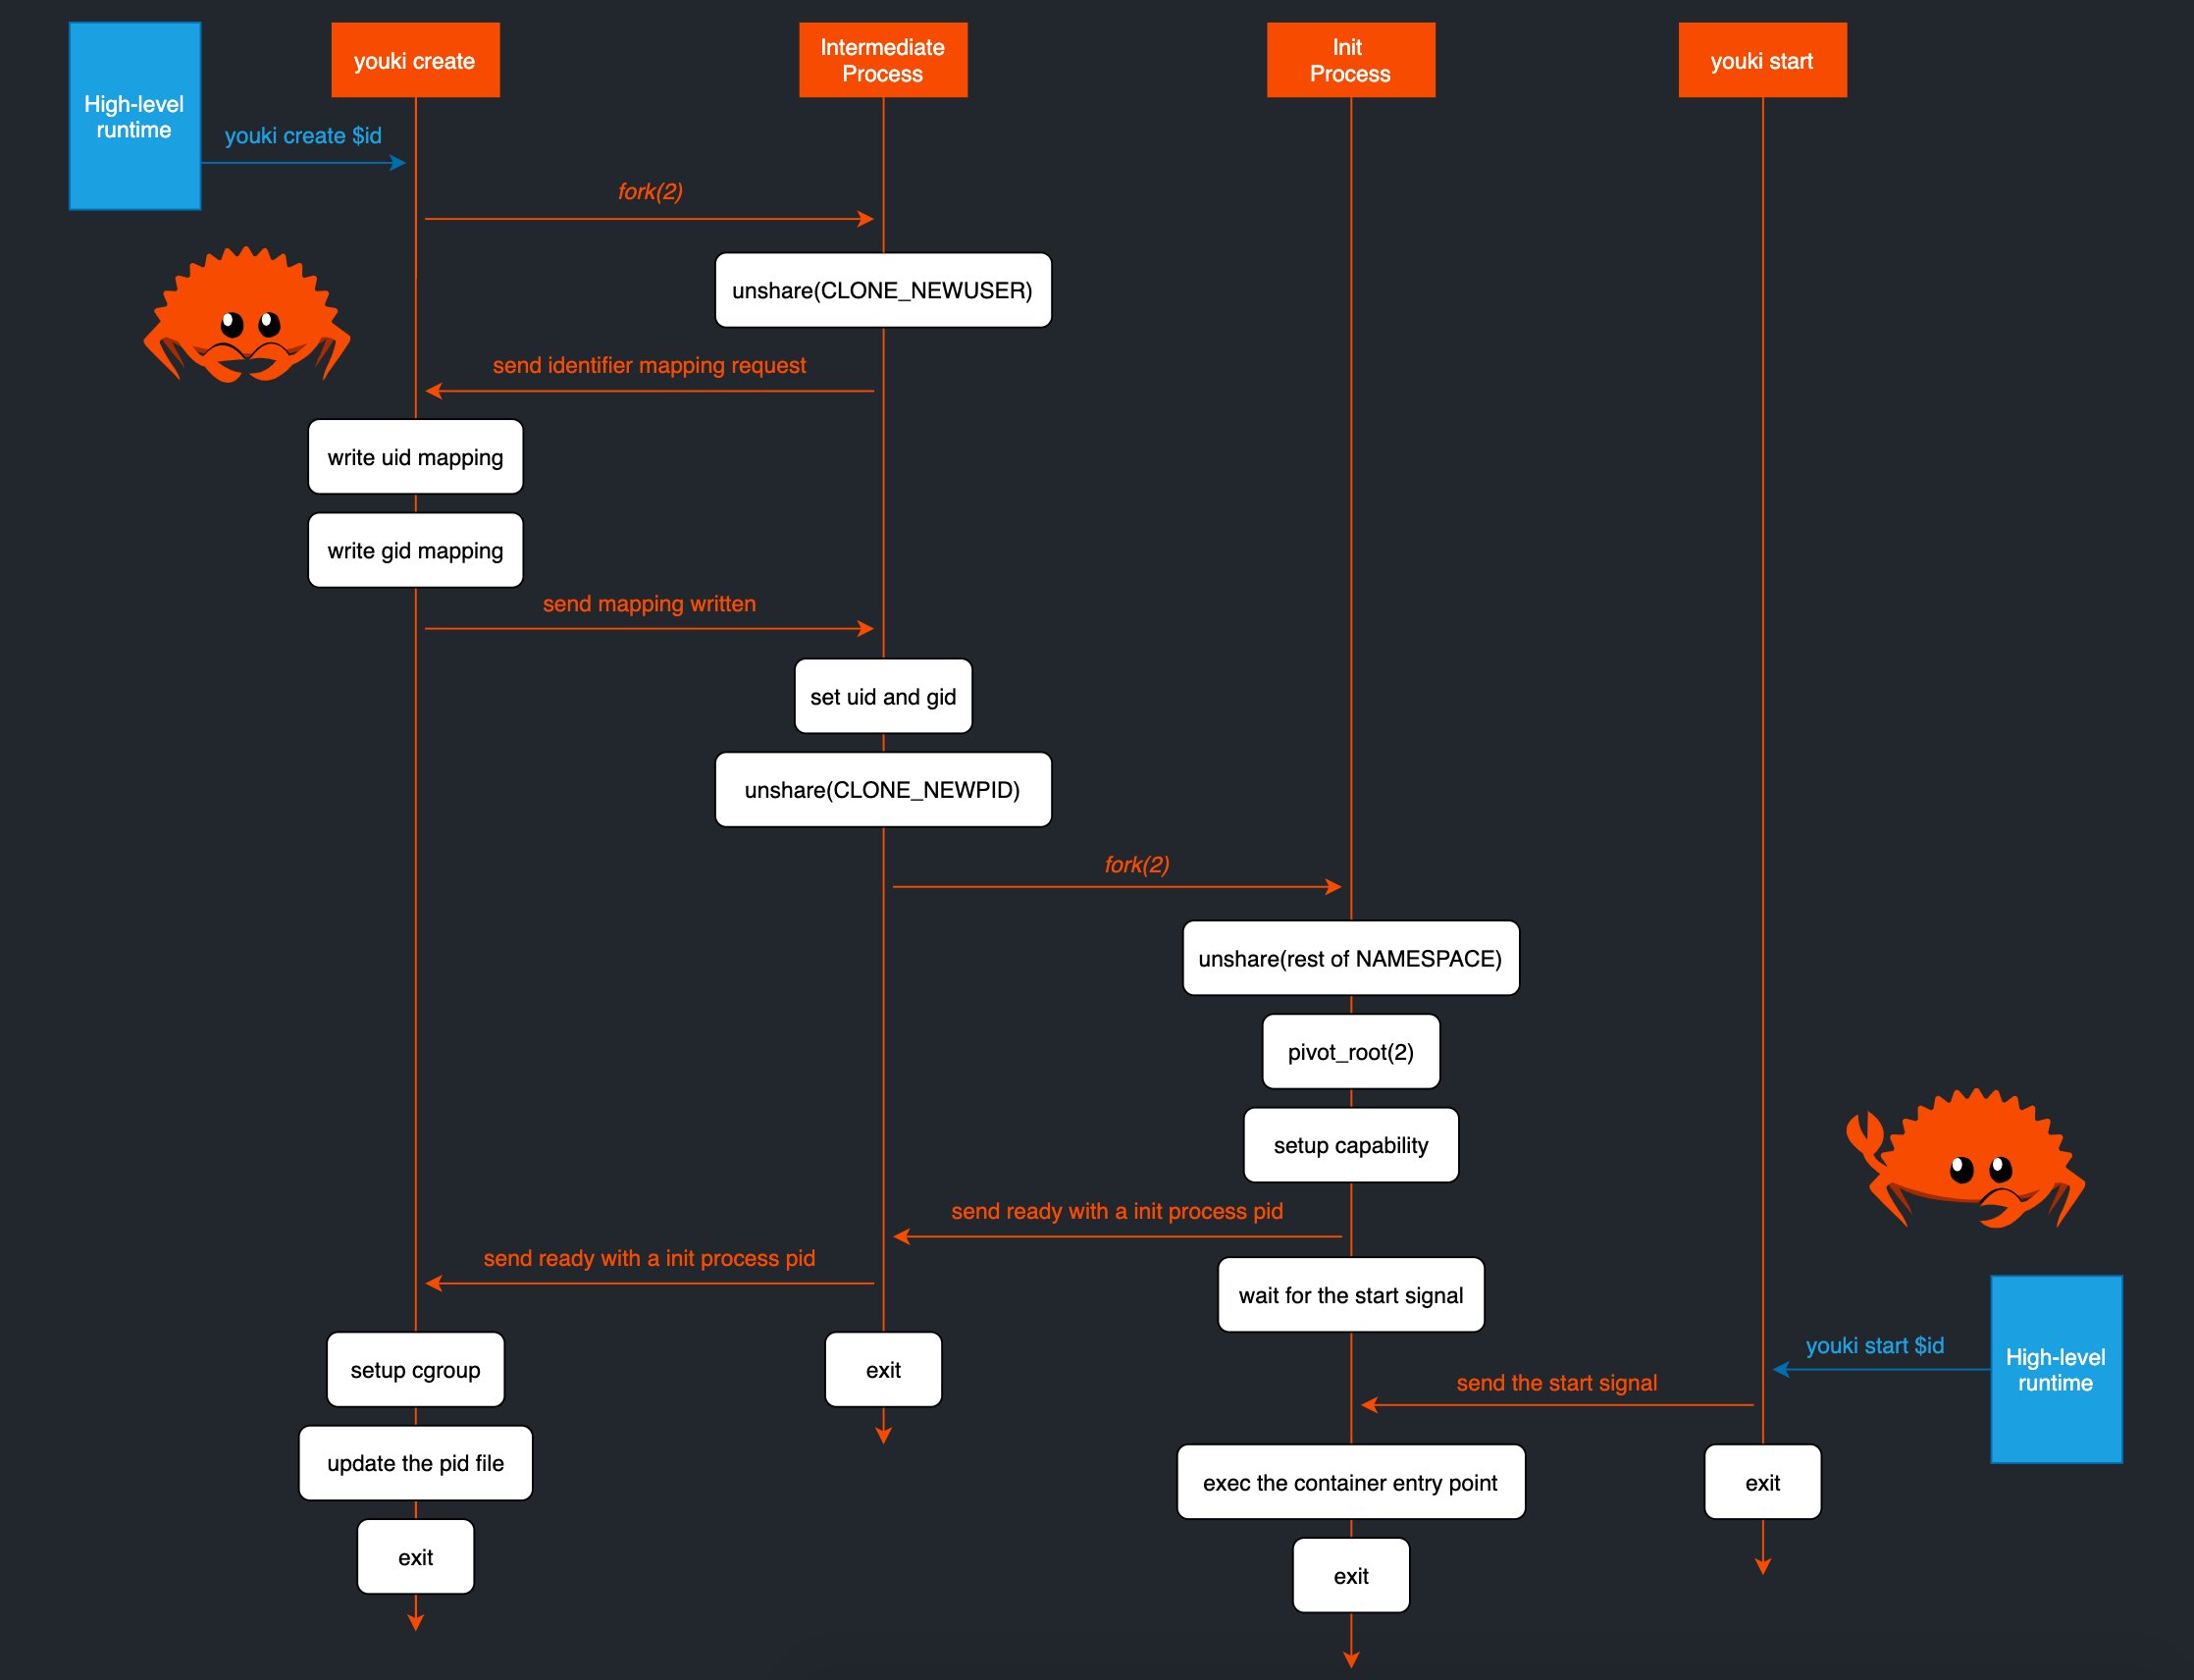 High-level
runtime
youki create
Intermediate
Process
Init
Process
youki start
youki create $id
fork(2)
unshare(CLONE_NEWUSER)
send identifier mapping request
write uid mapping
write gid mapping
send mapping written
set uid and gid
unshare(CLONE_NEWPID)
fork(2)
unshare(rest of NAMESPACE)
pivot_root(2)
setup capability
send ready with a init process pid
send ready with a init process pid
wait for the start signal
youki start $id
High-level
runtime
setup cgroup
exit
send the start signal
update the pid file
exec the container entry point
exit
exit
exit